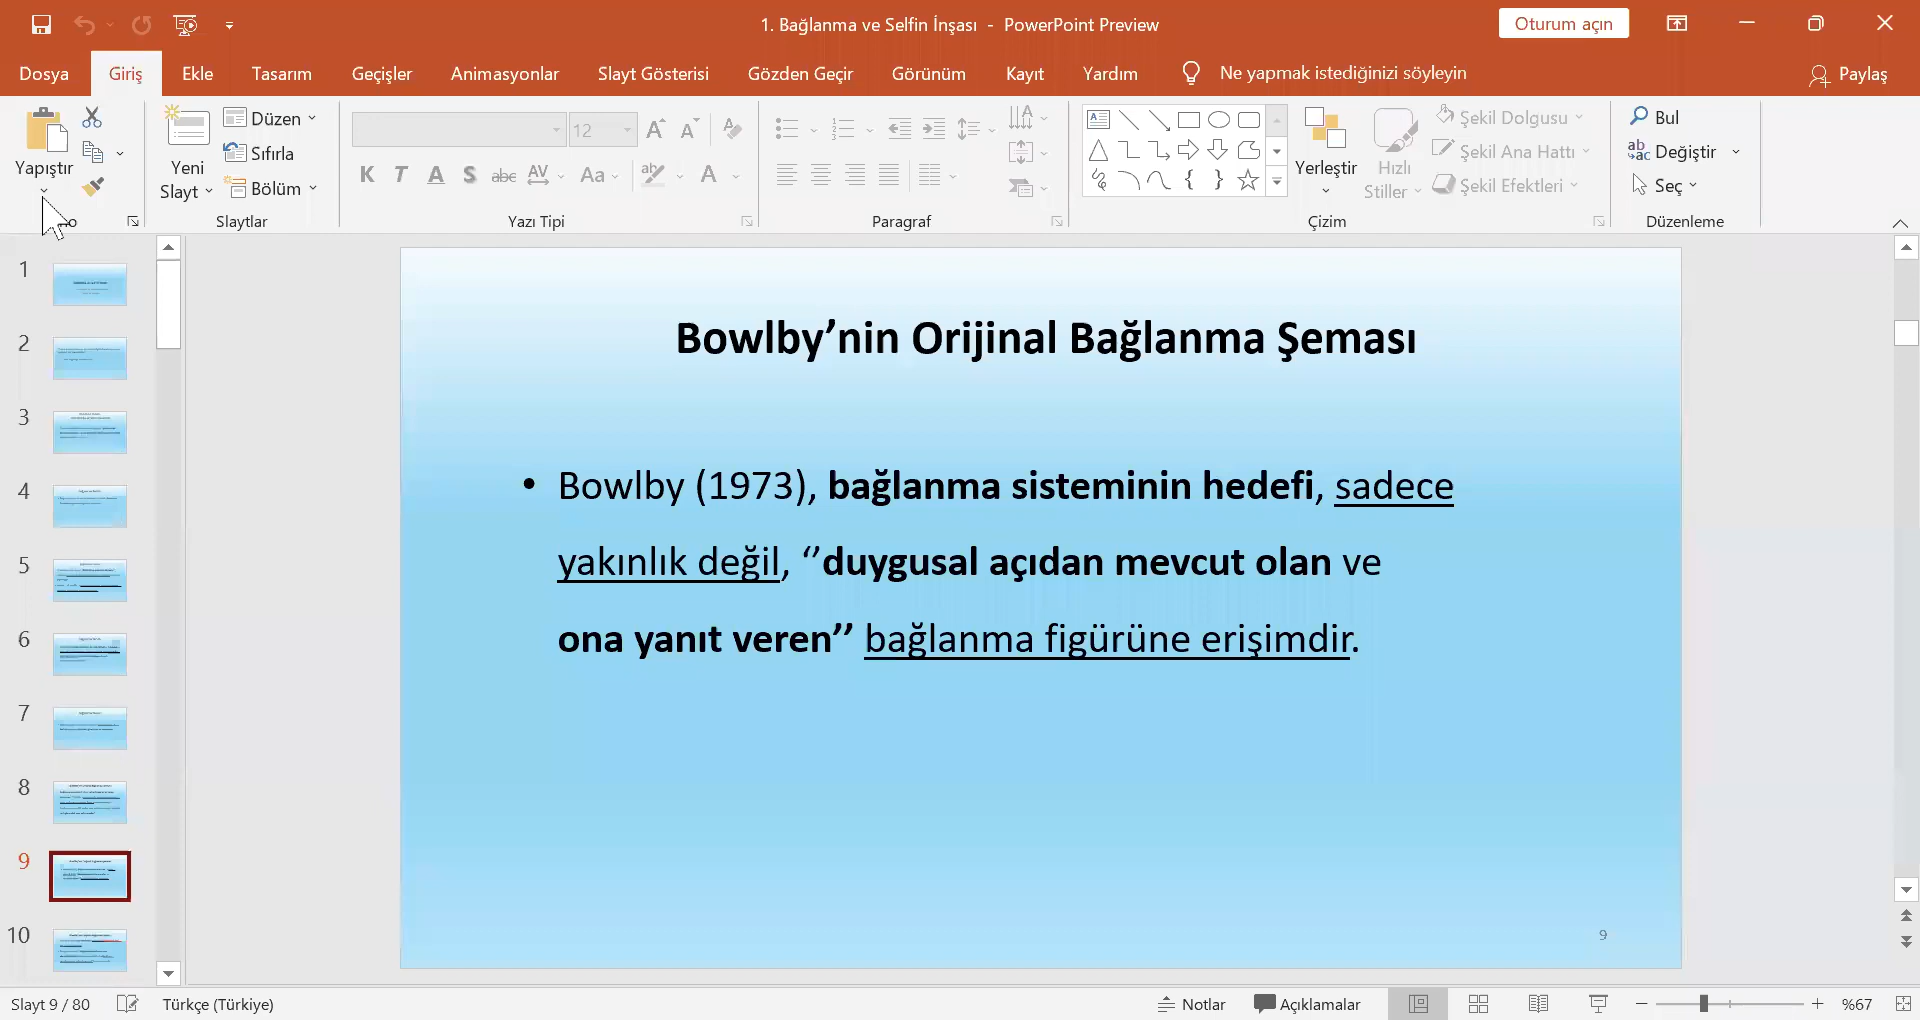 1. Bağlanma ve Selfin İnşası - PowerPoint Preview
Oturum açın
Dosya Giriş Ekle Tasarım Geçişler Animasyonlar Slayt Gösterisi Gözden Geçir Görünüm Kayıt Yardım Ne yapmak istediğinizi söyleyin Paylaş
Yapıştır
Yeni Slayt
Düzen
Sıfırla
Bölüm
Slaytlar
12
K T A S abc AV Aa A
Yazı Tipi
Paragraf
Yerleştir
Hızlı Stiller
Şekil Dolgusu
Şekil Ana Hattı
Şekil Efektleri
Çizim
Bul
Değiştir
Seç
Düzenleme
1
2
3
4
5
6
7
8
9
10
Bowlby’nin Orijinal Bağlanma Şeması
• Bowlby (1973), bağlanma sisteminin hedefi, sadece
yakınlık değil, ‘’duygusal açıdan mevcut olan ve
ona yanıt veren’’ bağlanma figürüne erişimdir.
9
Slayt 9 / 80 Türkçe (Türkiye) Notlar Açıklamalar %67